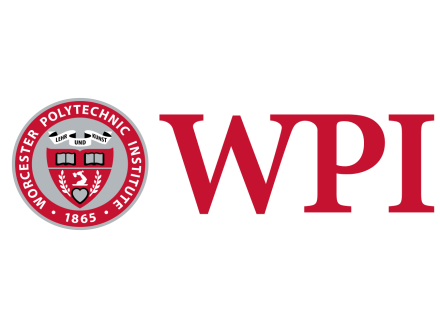 WORCESTER POLYTECHNIC INSTITUTE
LEHR UND KUNST
· 1865 ·
WPI